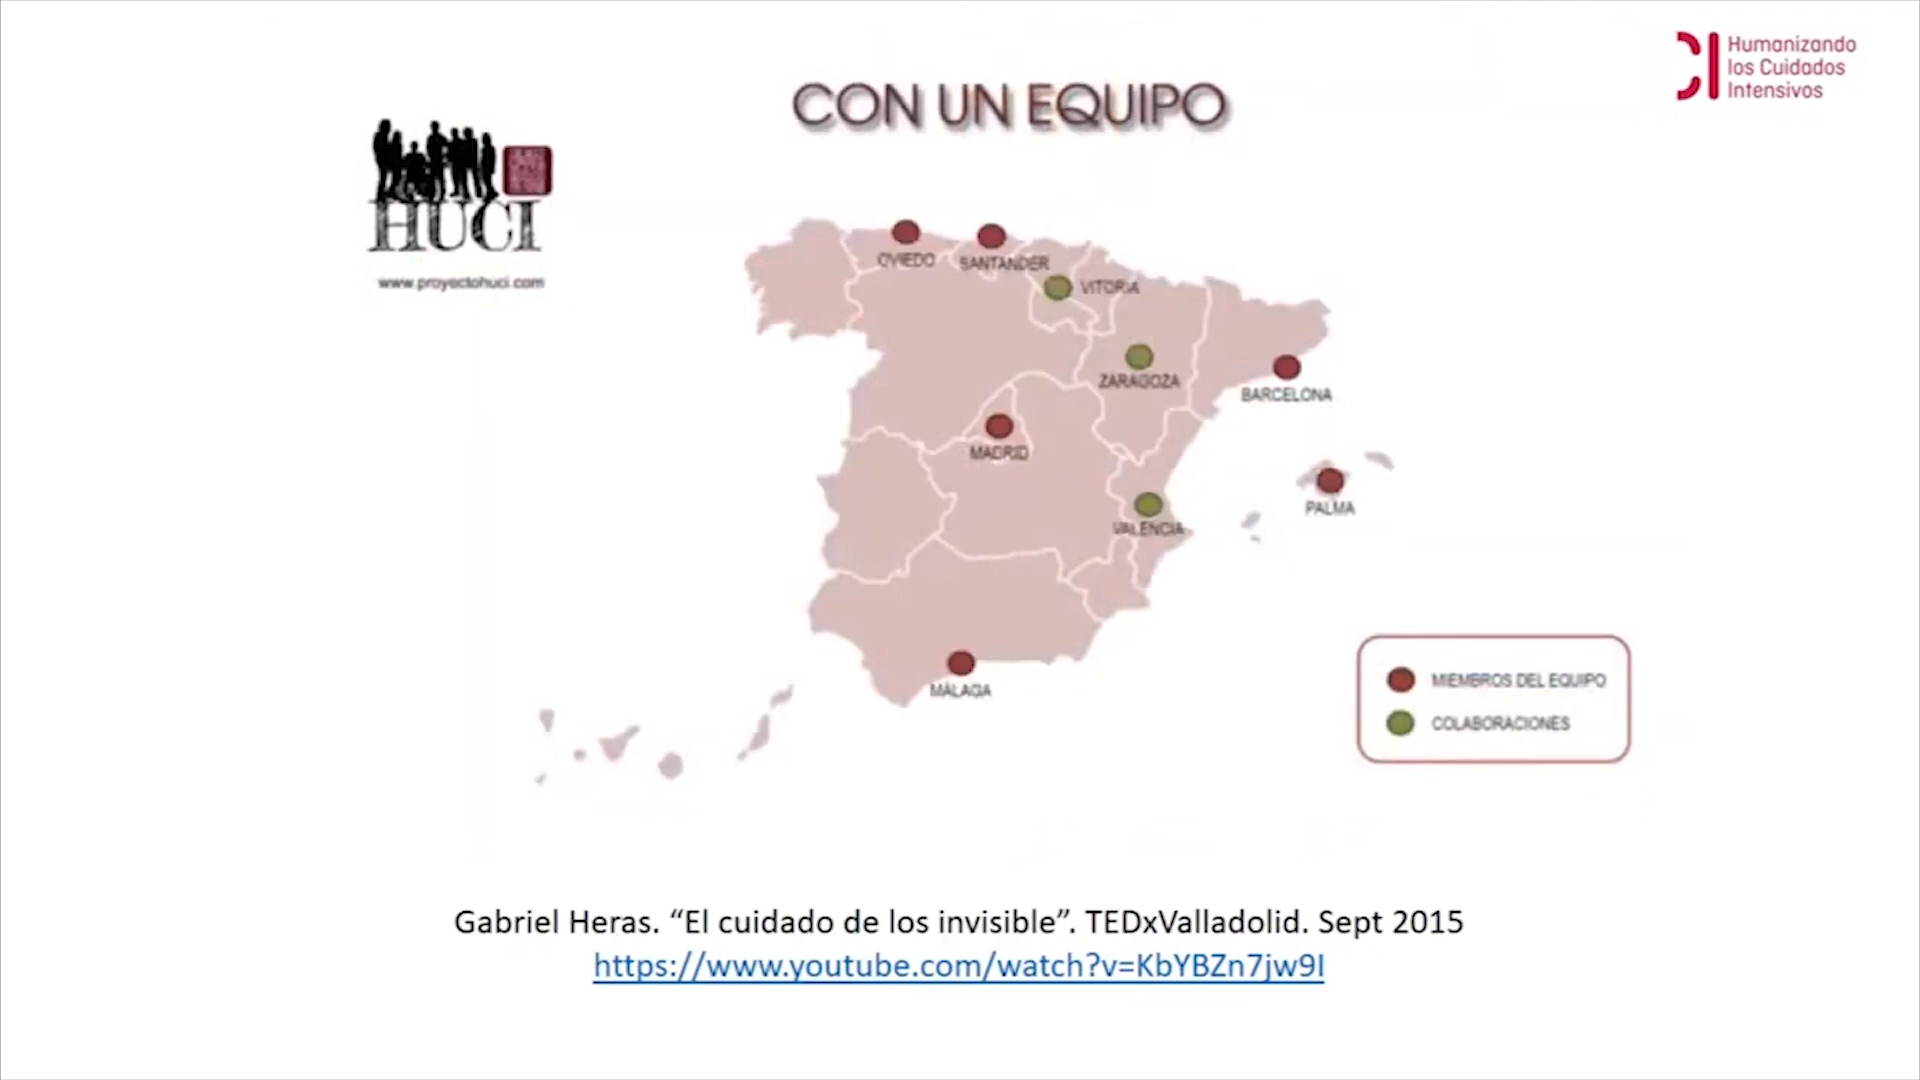 Humanizando
los Cuidados
Intensivos
CON UN EQUIPO
HUCI
www.proyectohuci.com
OVIEDO
SANTANDER
VITORIA
ZARAGOZA
BARCELONA
MADRID
PALMA
VALENCIA
MÁLAGA
MIEMBROS DEL EQUIPO
COLABORACIONES
Gabriel Heras. “El cuidado de los invisible”. TEDxValladolid. Sept 2015
https://www.youtube.com/watch?v=KbYBZn7jw9I